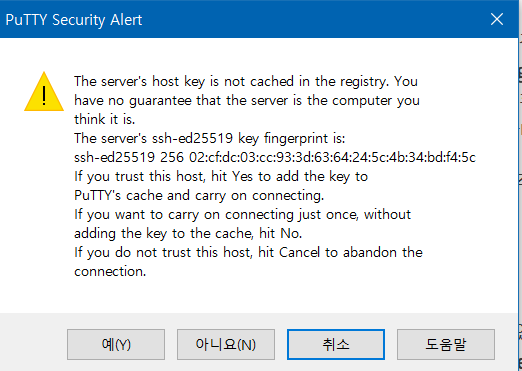 PuTTY Security Alert
The server's host key is not cached in the registry. You
have no guarantee that the server is the computer you
think it is.
The server's ssh-ed25519 key fingerprint is:
ssh-ed25519 256 02:cf:dc:03:cc:93:3d:63:64:24:5c:4b:34:bd:f4:5c
If you trust this host, hit Yes to add the key to
PuTTY's cache and carry on connecting.
If you want to carry on connecting just once, without
adding the key to the cache, hit No.
If you do not trust this host, hit Cancel to abandon the
connection.
예(Y) 아니요(N) 취소 도움말